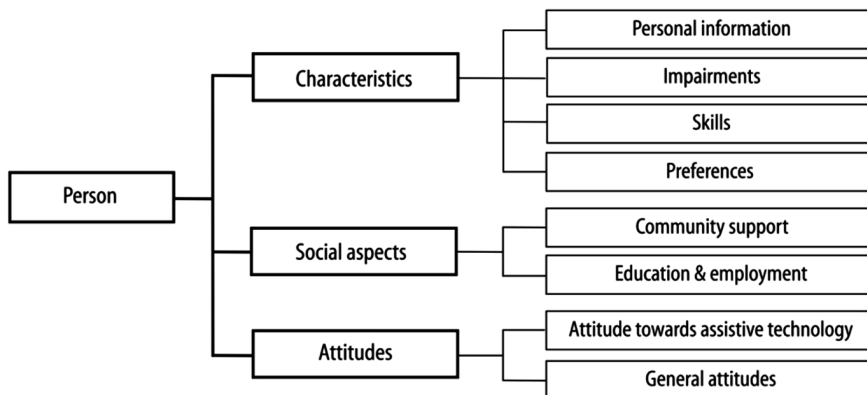 Person
Characteristics
Personal information
Impairments
Skills
Preferences
Social aspects
Community support
Education & employment
Attitudes
Attitude towards assistive technology
General attitudes